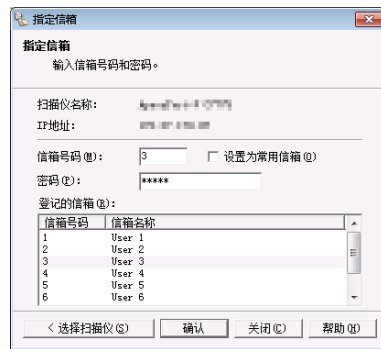 指定信箱
指定信箱
输入信箱号码和密码。
扫描仪名称:
IP地址:
信箱号码(M): 3 设置为常用信箱(O)
密码(P): *****
登记的信箱(R):
信箱号码 信箱名称
1 User 1
2 User 2
3 User 3
4 User 4
5 User 5
6 User 6
< 选择扫描仪(S) 确认 关闭(C) 帮助(H)